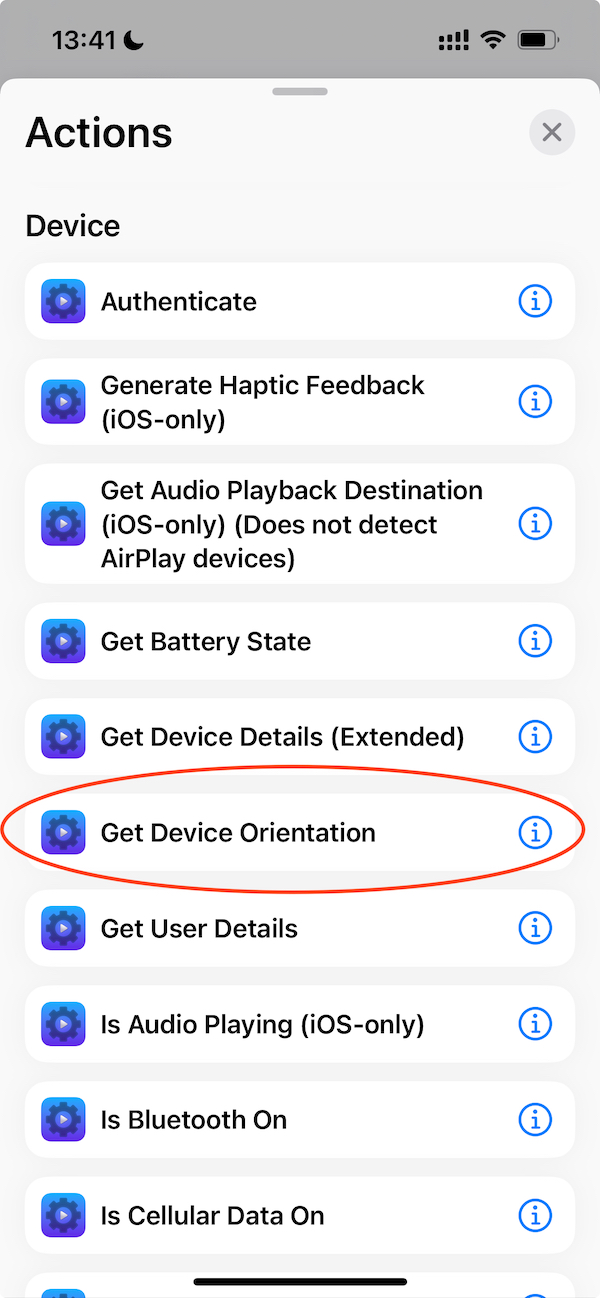 13:41
Actions
Device
Authenticate
Generate Haptic Feedback
(iOS-only)
Get Audio Playback Destination
(iOS-only) (Does not detect
AirPlay devices)
Get Battery State
Get Device Details (Extended)
Get Device Orientation
Get User Details
Is Audio Playing (iOS-only)
Is Bluetooth On
Is Cellular Data On